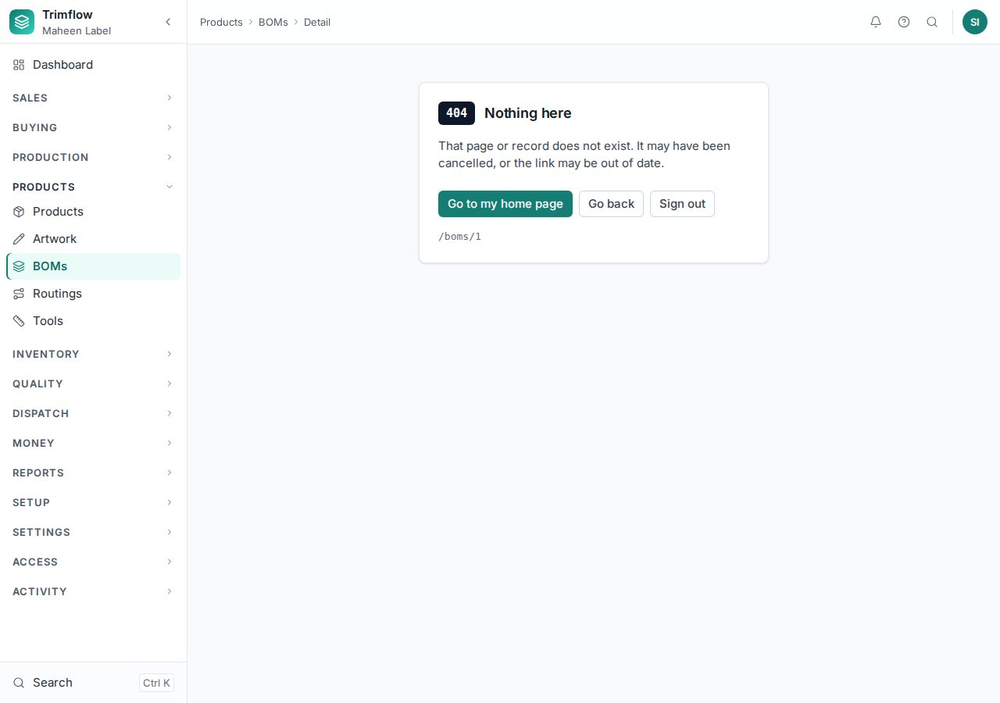 Trimflow
Maheen Label
Products > BOMs > Detail
SI
Dashboard
SALES
BUYING
PRODUCTION
PRODUCTS
Products
Artwork
BOMs
Routings
Tools
INVENTORY
QUALITY
DISPATCH
MONEY
REPORTS
SETUP
SETTINGS
ACCESS
ACTIVITY
Search Ctrl K
404 Nothing here
That page or record does not exist. It may have been
cancelled, or the link may be out of date.
Go to my home page Go back Sign out
/boms/1